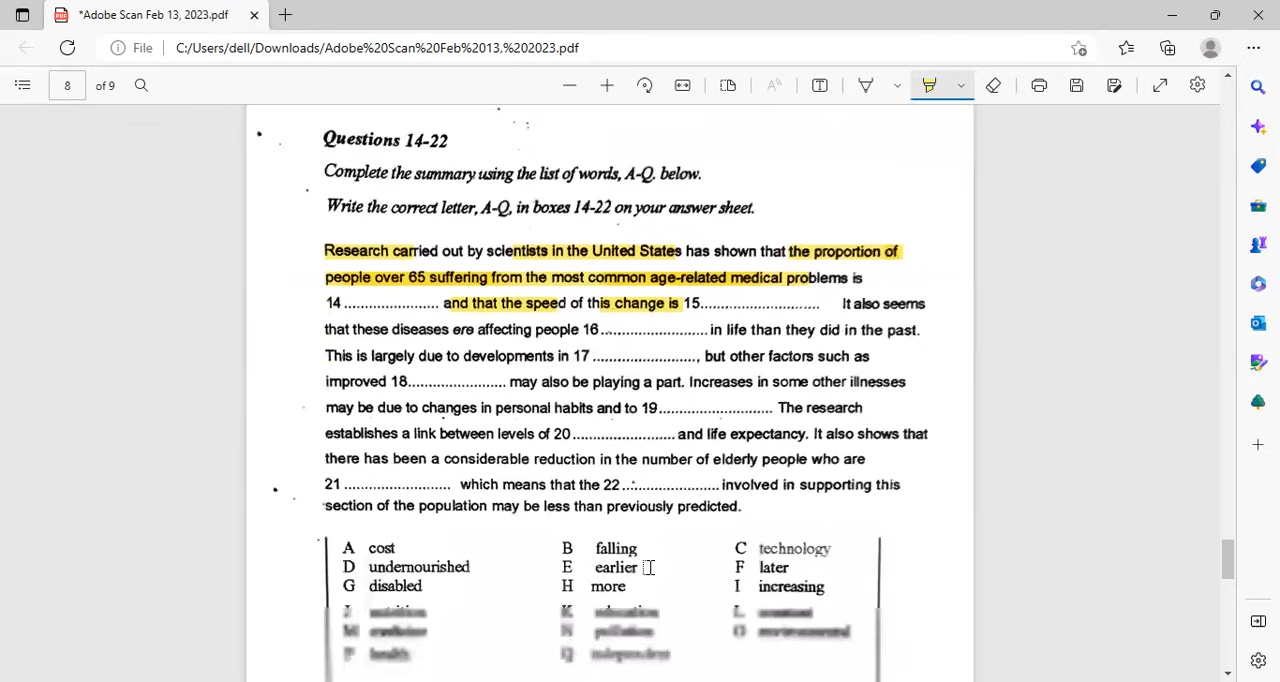 *Adobe Scan Feb 13, 2023.pdf
File C:/Users/dell/Downloads/Adobe%20Scan%20Feb%2013,%202023.pdf
8 of 9
Questions 14-22
Complete the summary using the list of words, A-Q. below.
Write the correct letter, A-Q, in boxes 14-22 on your answer sheet.
Research carried out by scientists in the United States has shown that the proportion of
people over 65 suffering from the most common age-related medical problems is
14 ..................... and that the speed of this change is 15........................... It also seems
that these diseases ere affecting people 16 ........................ in life than they did in the past.
This is largely due to developments in 17 ........................, but other factors such as
improved 18....................... may also be playing a part. Increases in some other illnesses
may be due to changes in personal habits and to 19.......................... The research
establishes a link between levels of 20 ....................... and life expectancy. It also shows that
there has been a considerable reduction in the number of elderly people who are
21 ........................ which means that the 22 ...................... involved in supporting this
section of the population may be less than previously predicted.
A cost B falling C technology
D undernourished E earlier F later
G disabled H more I increasing